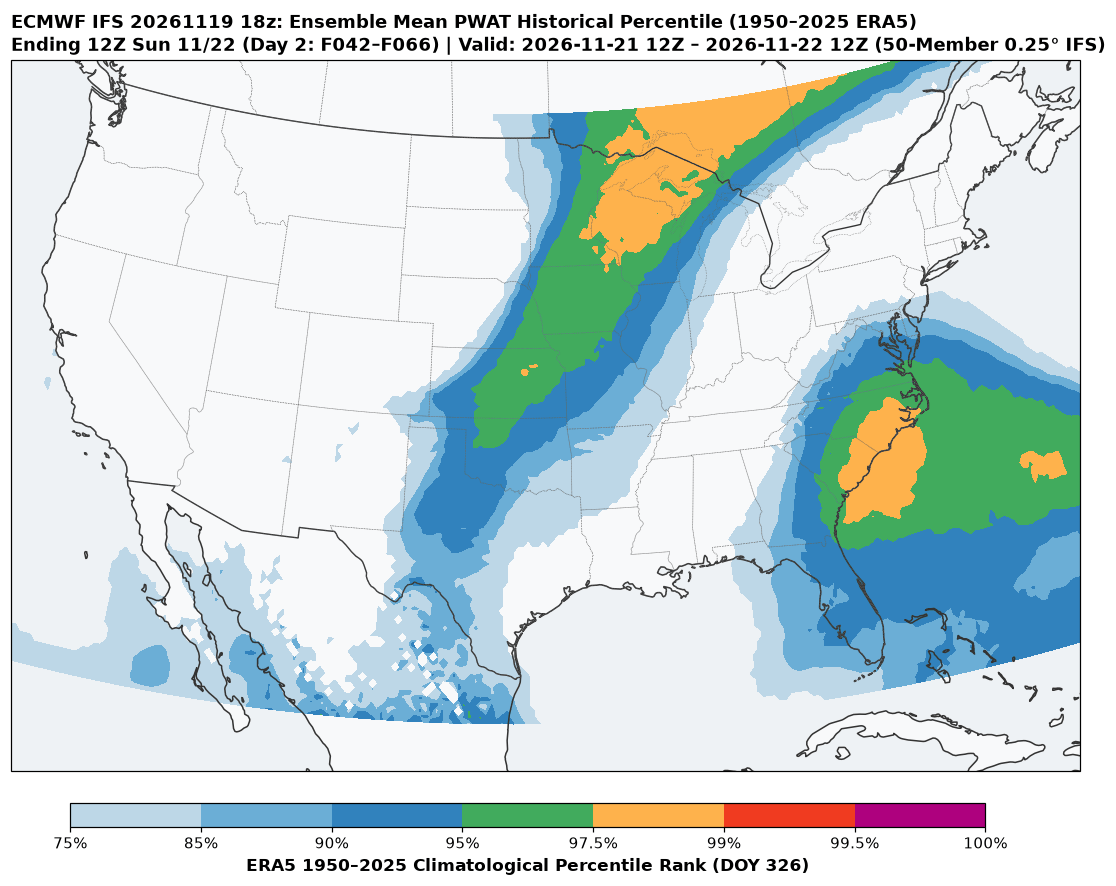 ECMWF IFS 20261119 18z: Ensemble Mean PWAT Historical Percentile (1950–2025 ERA5)
Ending 12Z Sun 11/22 (Day 2: F042–F066) | Valid: 2026-11-21 12Z – 2026-11-22 12Z (50-Member 0.25° IFS)
75% 85% 90% 95% 97.5% 99% 99.5% 100%
ERA5 1950–2025 Climatological Percentile Rank (DOY 326)